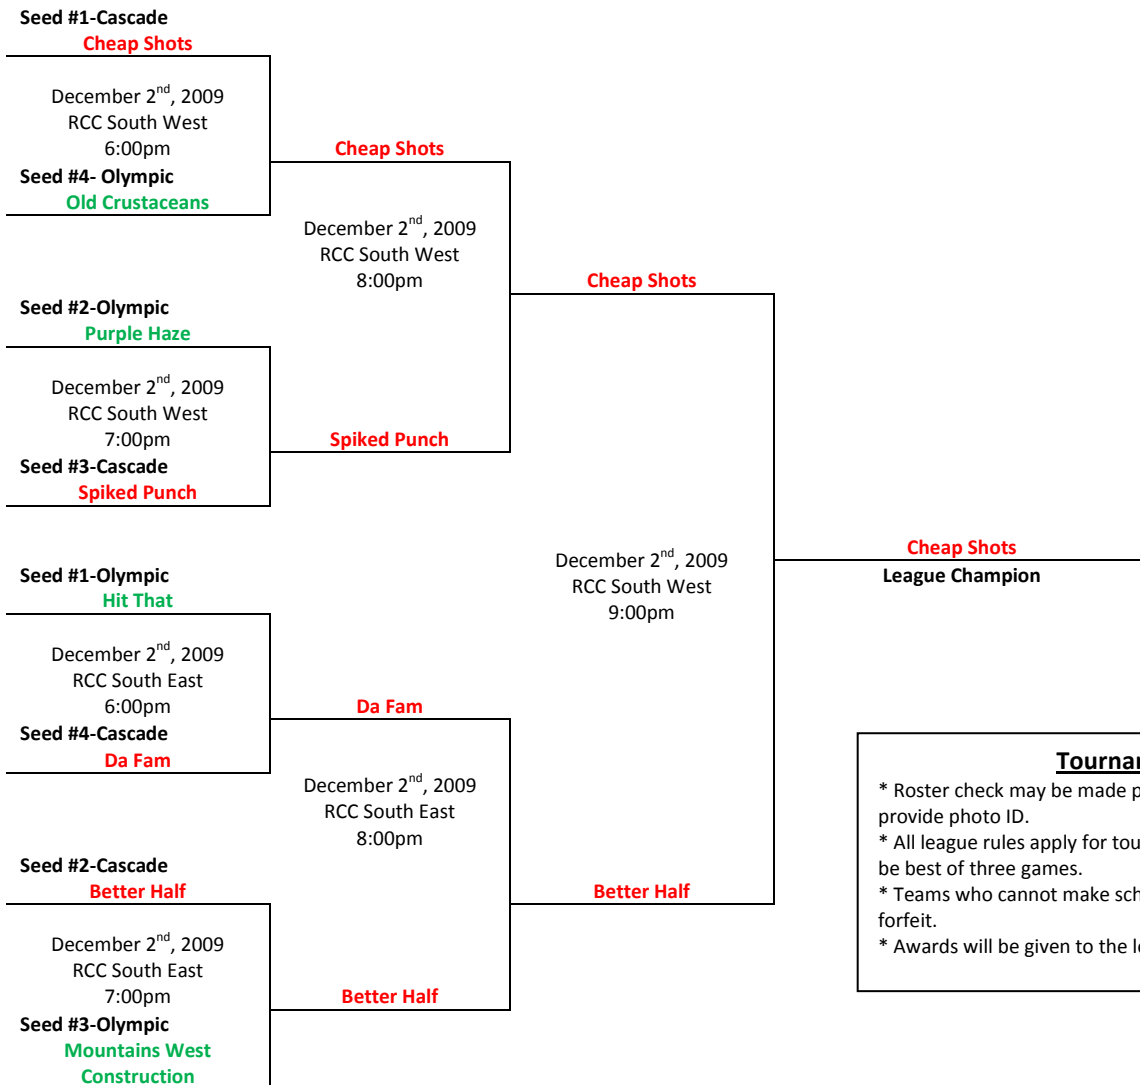 Seed #1-Cascade
Cheap Shots
December 2nd, 2009
RCC South West
6:00pm
Seed #4- Olympic
Old Crustaceans
Cheap Shots
December 2nd, 2009
RCC South West
8:00pm
Seed #2-Olympic
Purple Haze
December 2nd, 2009
RCC South West
7:00pm
Seed #3-Cascade
Spiked Punch
Spiked Punch
Cheap Shots
December 2nd, 2009
RCC South West
9:00pm
Cheap Shots
League Champion
Seed #1-Olympic
Hit That
December 2nd, 2009
RCC South East
6:00pm
Seed #4-Cascade
Da Fam
Da Fam
December 2nd, 2009
RCC South East
8:00pm
Seed #2-Cascade
Better Half
December 2nd, 2009
RCC South East
7:00pm
Seed #3-Olympic
Mountains West
Construction
Better Half
Better Half
Tournar
* Roster check may be made p
provide photo ID.
* All league rules apply for tou
be best of three games.
* Teams who cannot make sch
forfeit.
* Awards will be given to the le